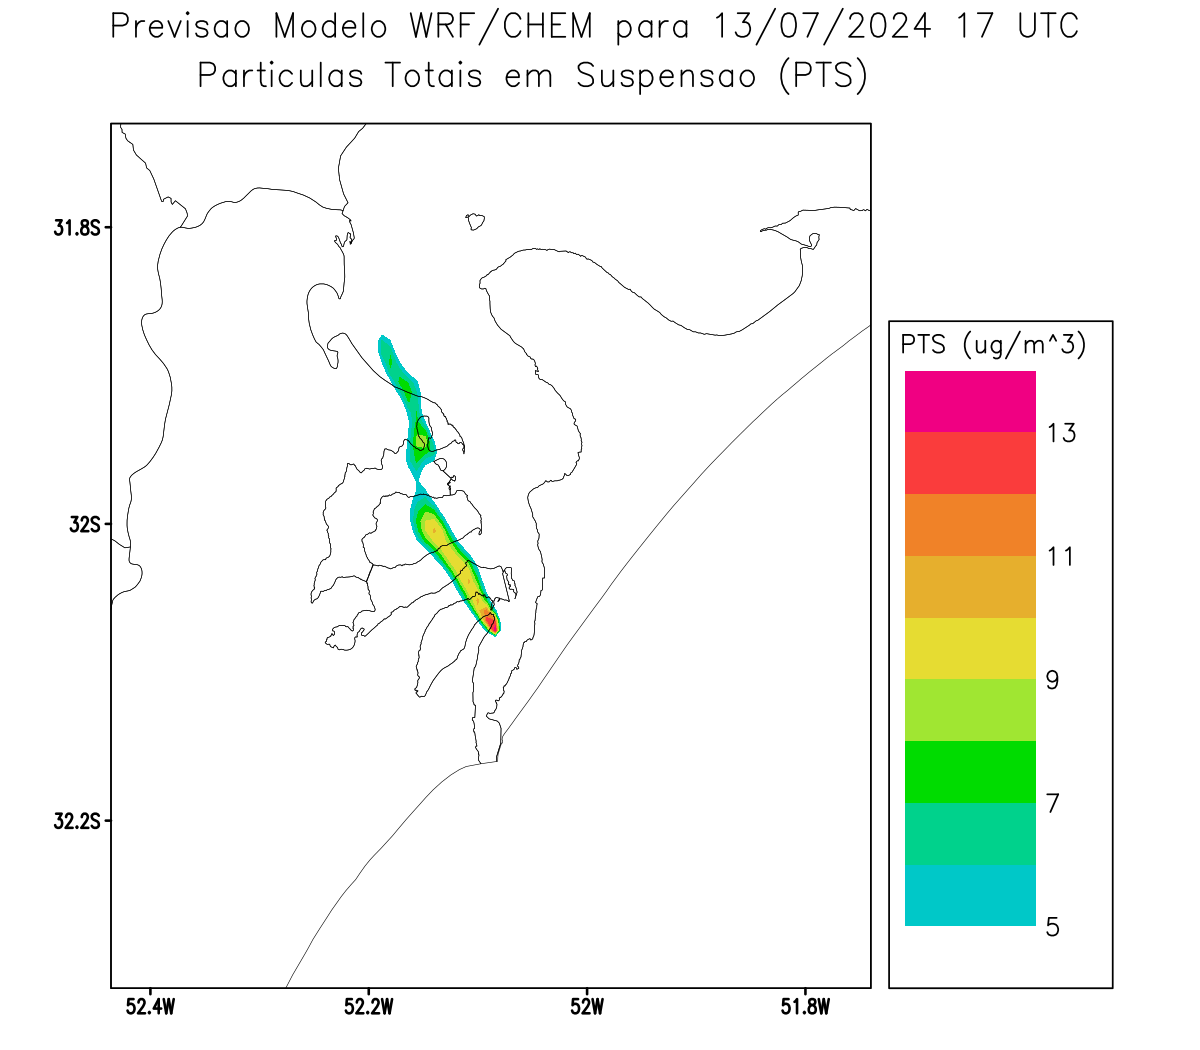 Previsao Modelo WRF/CHEM para 13/07/2024 17 UTC
Particulas Totais em Suspensao (PTS)
31.8S
32S
32.2S
52.4W
52.2W
52W
51.8W
PTS (ug/m^3)
13
11
9
7
5